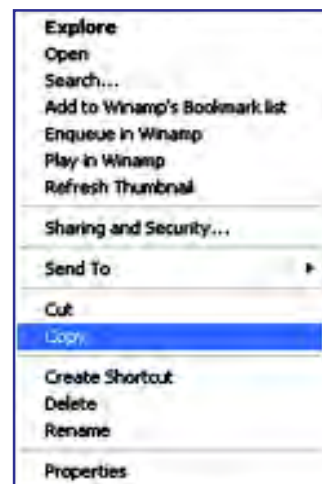 Explore
Open
Search...
Add to Winamp's Bookmark list
Enqueue in Winamp
Play in Winamp
Refresh Thumbnail
Sharing and Security...
Send To
Cut
Copy
Create Shortcut
Delete
Rename
Properties